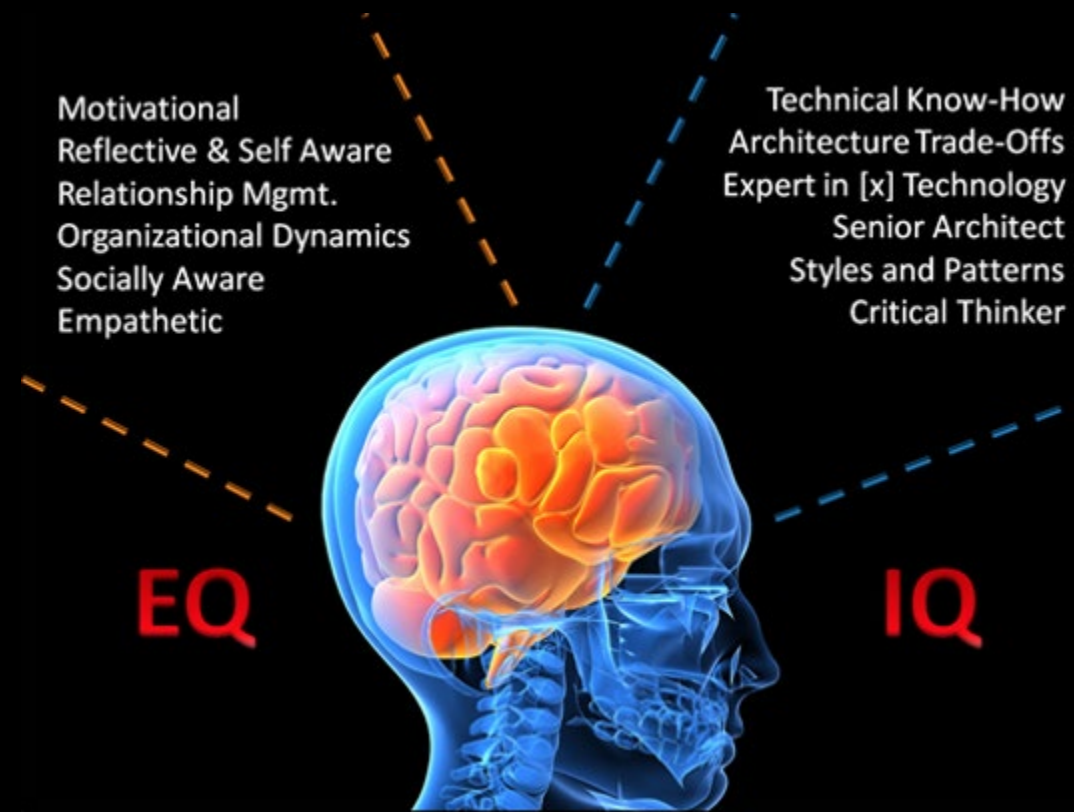 Motivational
Reflective & Self Aware
Relationship Mgmt.
Organizational Dynamics
Socially Aware
Empathetic
Technical Know-How
Architecture Trade-Offs
Expert in [x] Technology
Senior Architect
Styles and Patterns
Critical Thinker
EQ
IQ